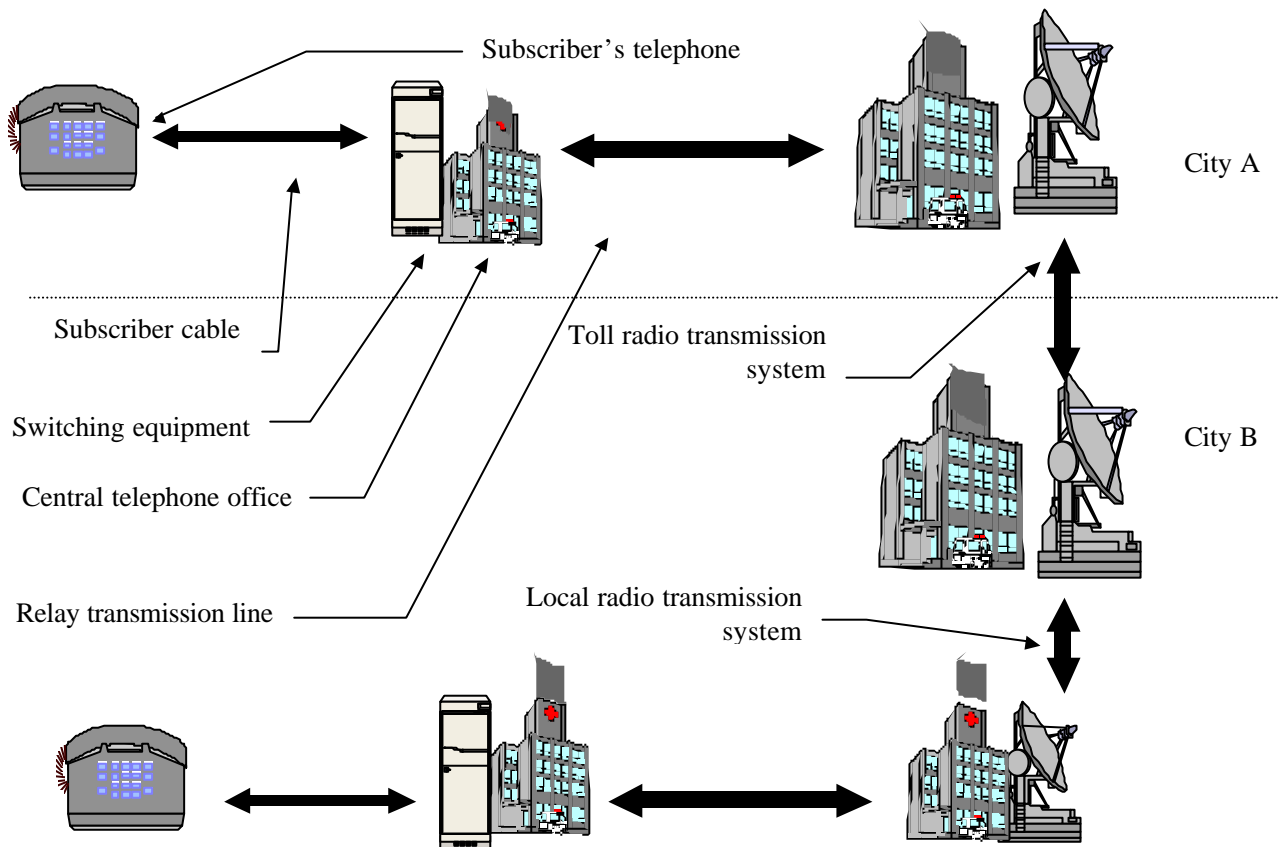 Subscriber’s telephone
City A
Subscriber cable
Toll radio transmission
system
Switching equipment
City B
Central telephone office
Relay transmission line
Local radio transmission
system